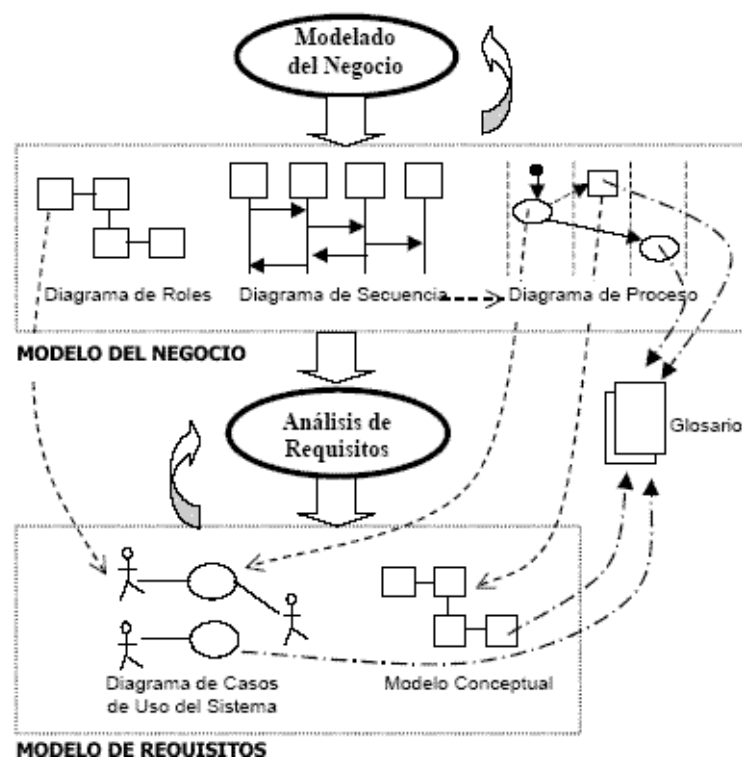 Modelado
del Negocio
Diagrama de Roles
Diagrama de Secuencia
Diagrama de Proceso
MODELO DEL NEGOCIO
Análisis de
Requisitos
Glosario
Diagrama de Casos
de Uso del Sistema
Modelo Conceptual
MODELO DE REQUISITOS